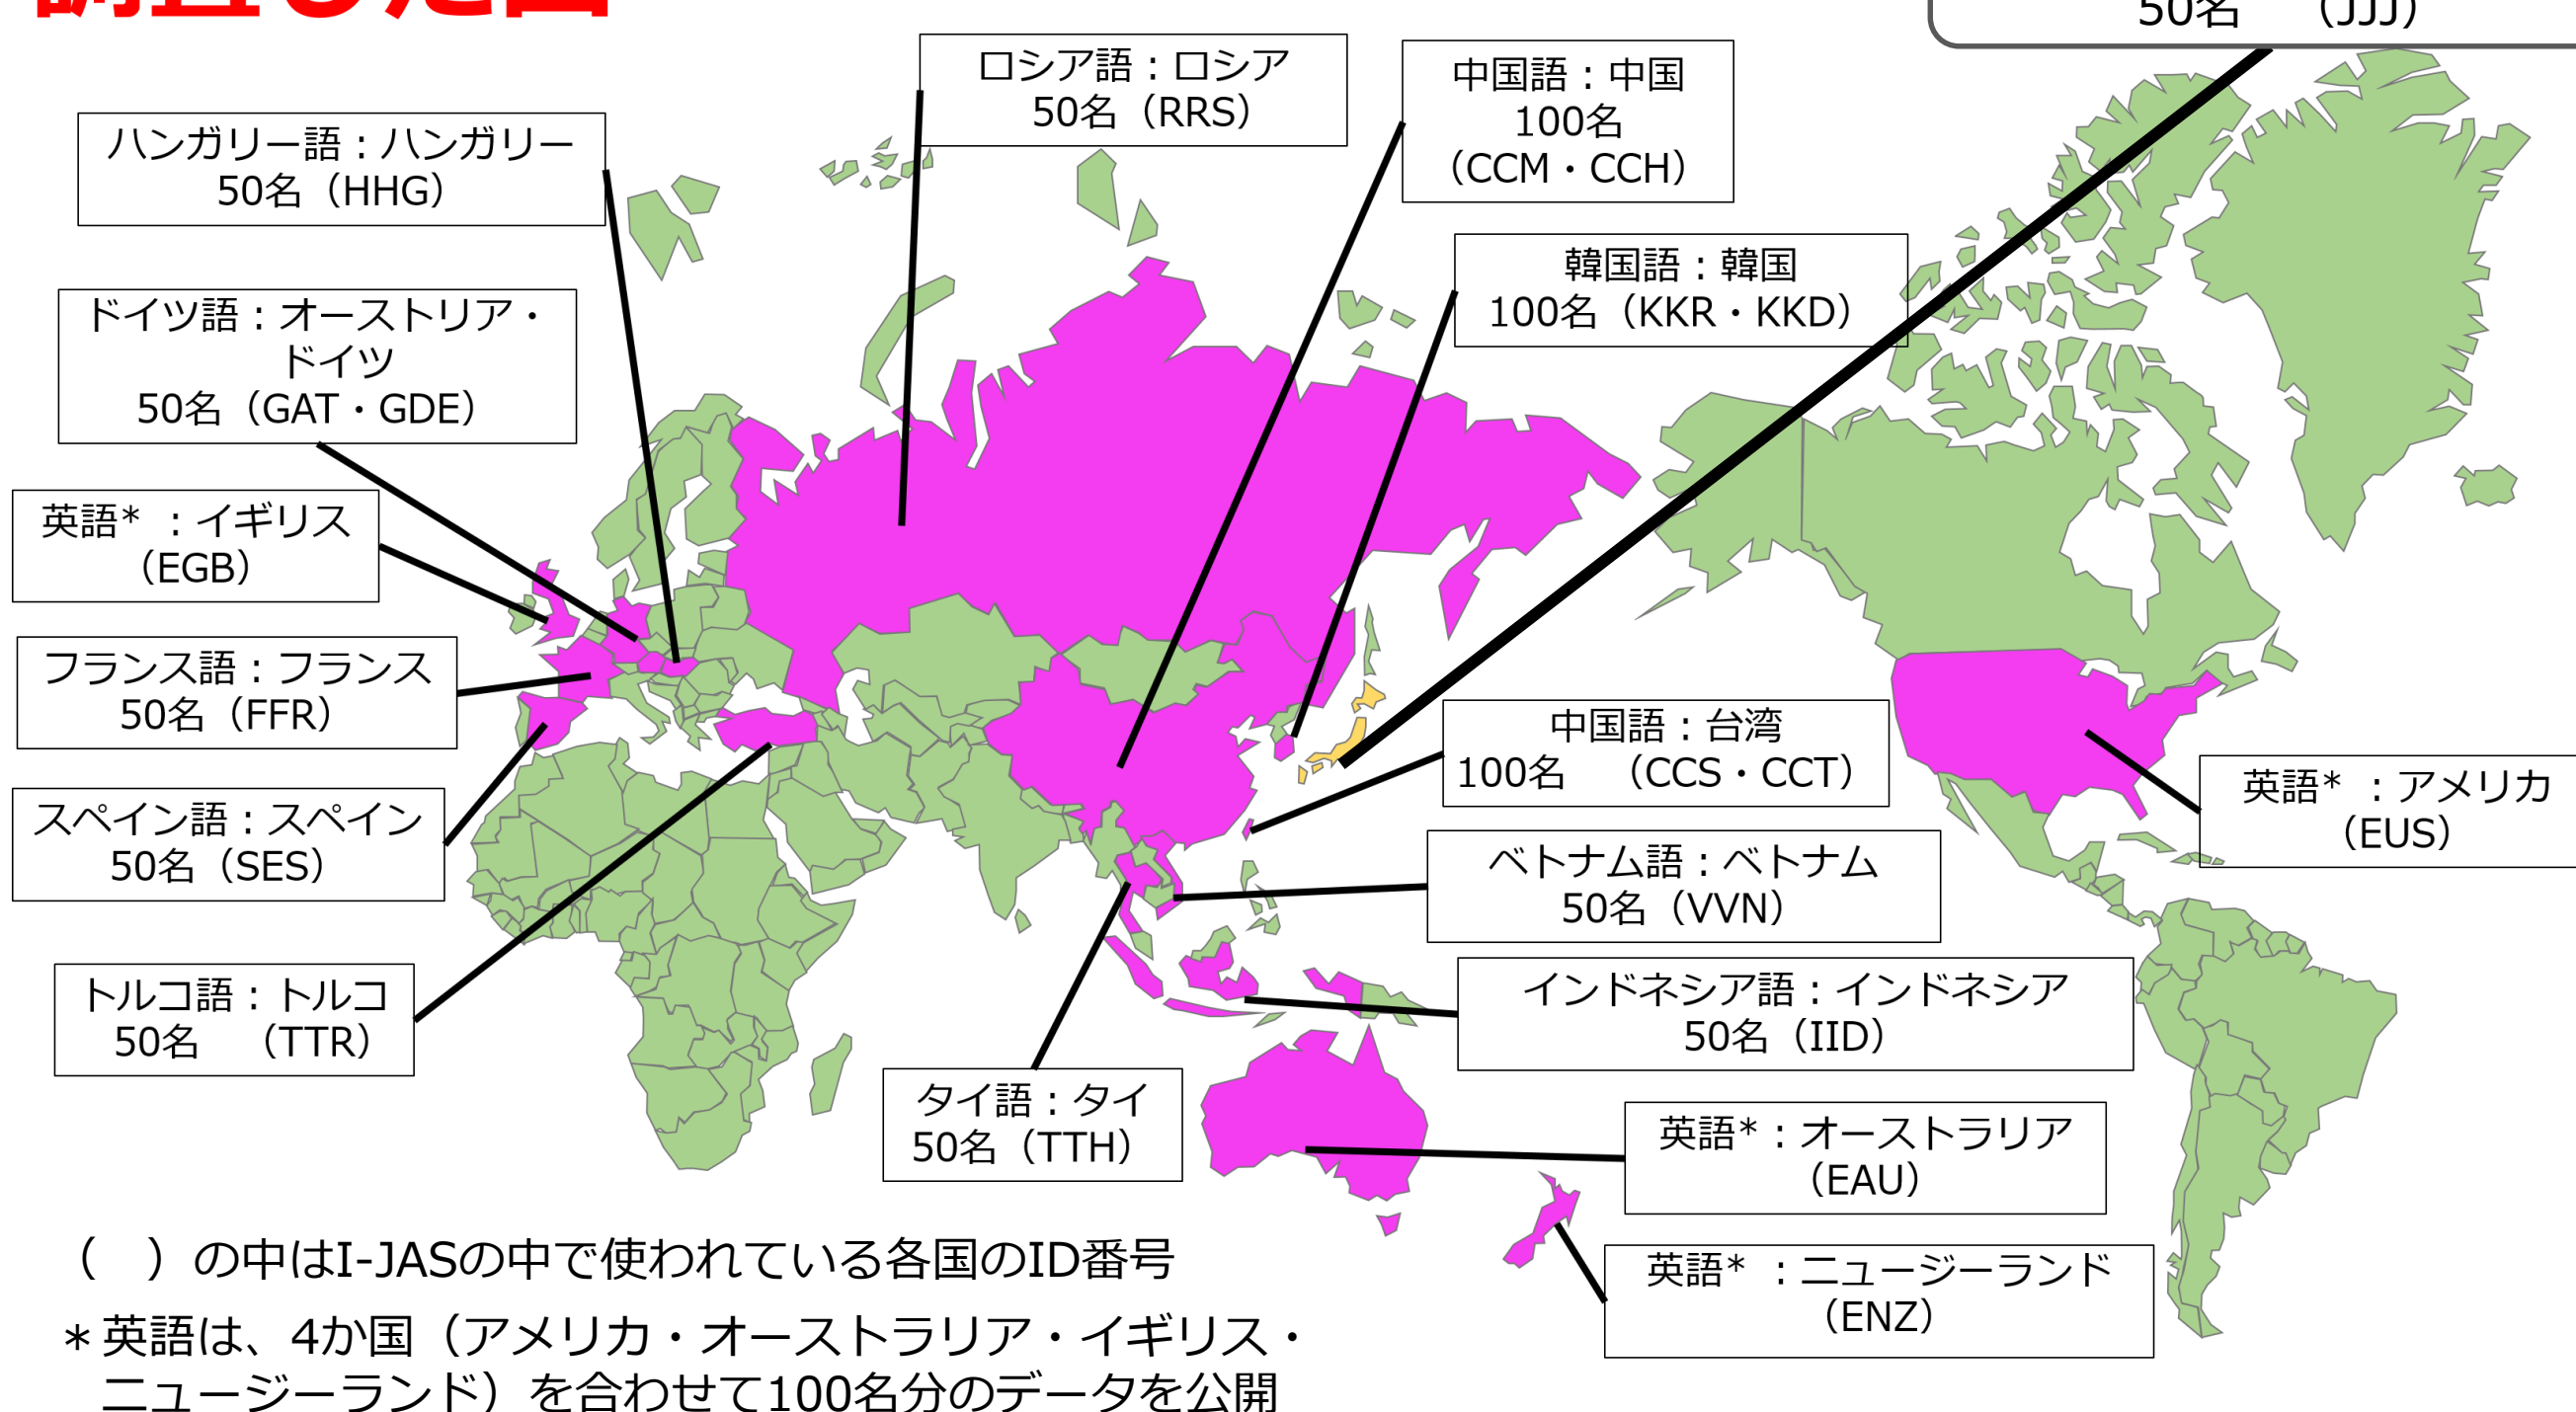 調査した国
50名 （JJJ）
ロシア語：ロシア
50名（RRS）
中国語：中国
100名
（CCM・CCH）
ハンガリー語：ハンガリー
50名（HHG）
韓国語：韓国
100名（KKR・KKD）
ドイツ語：オーストリア・
ドイツ
50名（GAT・GDE）
英語* ：イギリス
（EGB）
フランス語：フランス
50名（FFR）
中国語：台湾
100名 （CCS・CCT）
英語* ：アメリカ
（EUS）
スペイン語：スペイン
50名（SES）
ベトナム語：ベトナム
50名（VVN）
トルコ語：トルコ
50名 （TTR）
インドネシア語：インドネシア
50名（IID）
タイ語：タイ
50名（TTH）
英語*：オーストラリア
（EAU）
英語* ：ニュージーランド
（ENZ）
（ ）の中はI-JASの中で使われている各国のID番号
＊英語は、4か国（アメリカ・オーストラリア・イギリス・
ニュージーランド）を合わせて100名分のデータを公開